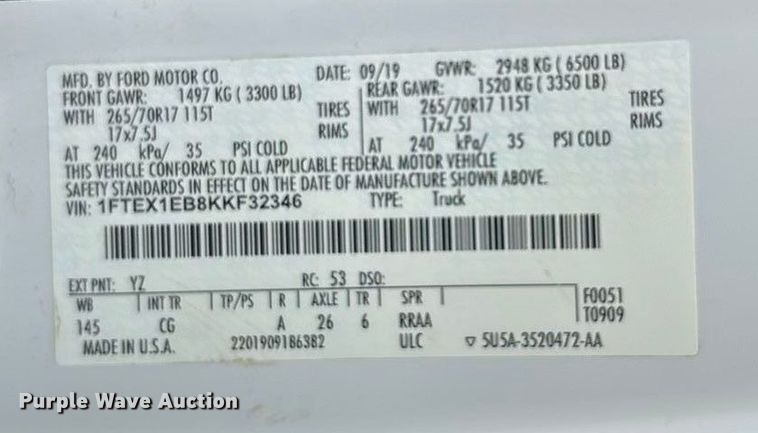 MFD. BY FORD MOTOR CO. DATE: 09/19 GVWR: 2948 KG ( 6500 LB)
FRONT GAWR: 1497 KG ( 3300 LB) REAR GAWR: 1520 KG ( 3350 LB)
WITH 265/70R17 115T TIRES WITH 265/70R17 115T TIRES
17x7.5J RIMS 17x7.5J RIMS
AT 240 kPa/ 35 PSI COLD AT 240 kPa/ 35 PSI COLD
THIS VEHICLE CONFORMS TO ALL APPLICABLE FEDERAL MOTOR VEHICLE
SAFETY STANDARDS IN EFFECT ON THE DATE OF MANUFACTURE SHOWN ABOVE.
VIN: 1FTEX1EB8KKF32346 TYPE: Truck
EXT PNT: YZ RC: 53 DSO:
WB INT TR TP/PS R AXLE TR SPR F0051
145 CG A 26 6 RRAA T0909
MADE IN U.S.A. 2201909186382 ULC ▽ 5U5A-3520472-AA
Purple Wave Auction